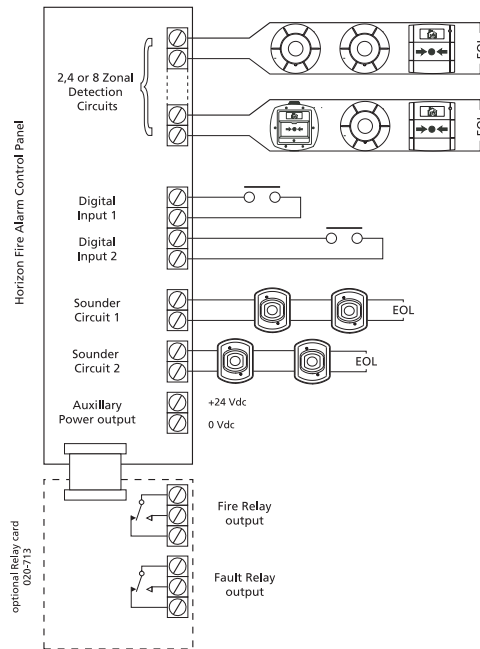 Horizon Fire Alarm Control Panel
2,4 or 8 Zonal
Detection
Circuits
EOL
EOL
Digital
Input 1
Digital
Input 2
Sounder
Circuit 1
EOL
Sounder
Circuit 2
EOL
Auxillary
Power output
+24 Vdc
0 Vdc
optional Relay card
020-713
Fire Relay
output
Fault Relay
output